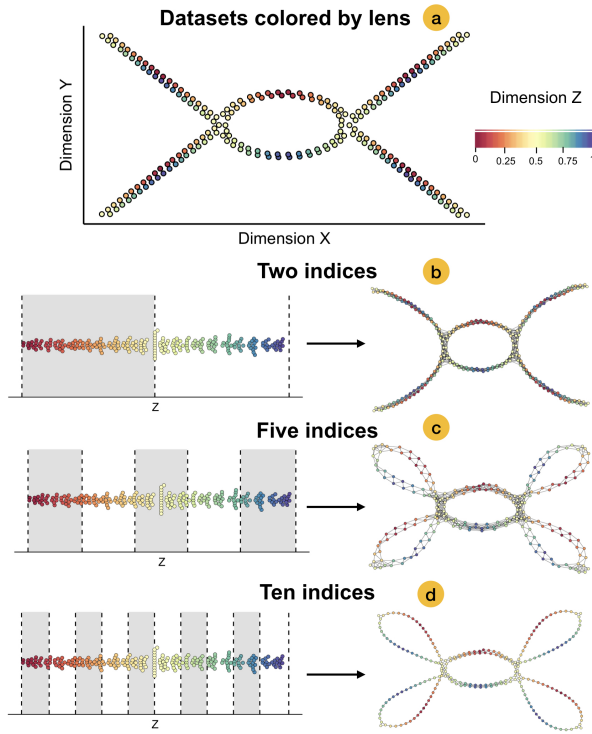 Datasets colored by lens a
Dimension Y
Dimension X
Dimension Z
0 0.25 0.5 0.75 1
Two indices b
Z
Five indices c
Z
Ten indices d
Z